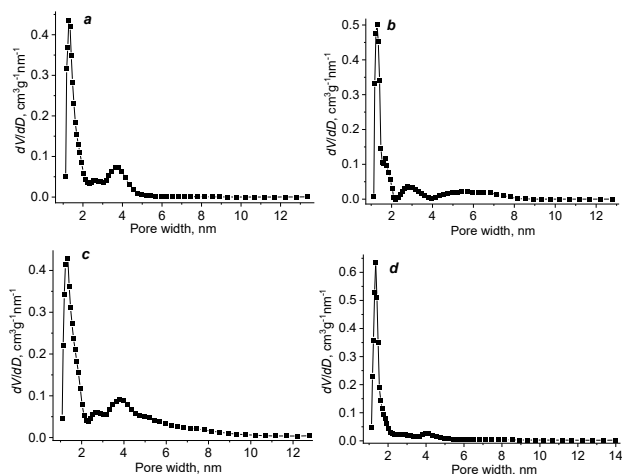 a
dV/dD, cm³g⁻¹nm⁻¹
0.4
0.3
0.2
0.1
0.0
2 4 6 8 10 12
Pore width, nm
b
dV/dD, cm³g⁻¹nm⁻¹
0.5
0.4
0.3
0.2
0.1
0.0
2 4 6 8 10 12
Pore width, nm
c
dV/dD, cm³g⁻¹nm⁻¹
0.4
0.3
0.2
0.1
0.0
2 4 6 8 10 12
Pore width, nm
d
dV/dD, cm³g⁻¹nm⁻¹
0.6
0.5
0.4
0.3
0.2
0.1
0.0
2 4 6 8 10 12 14
Pore width, nm